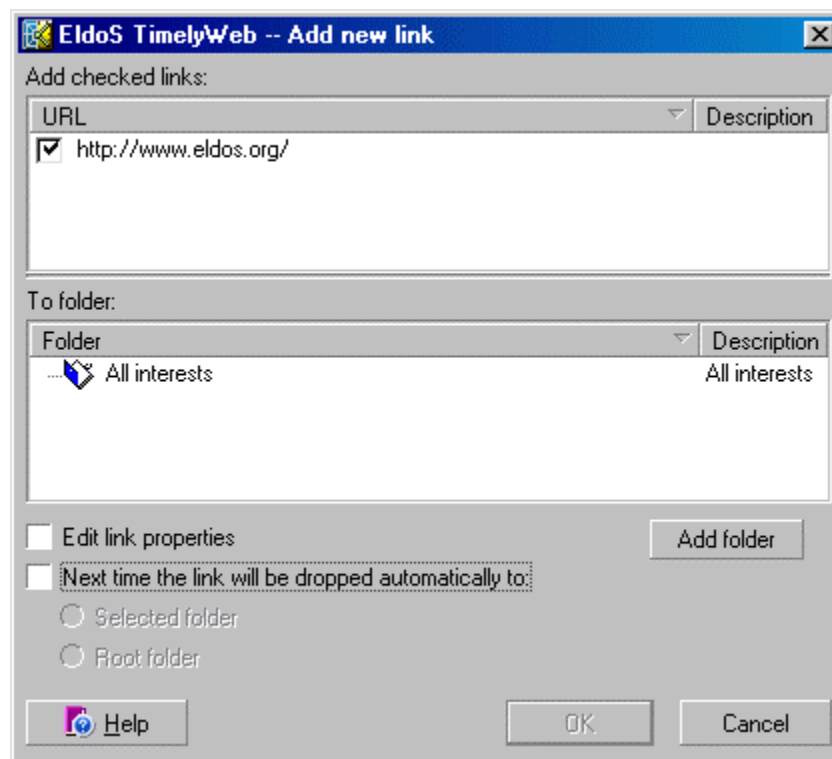 EldoS TimelyWeb -- Add new link
Add checked links:
URL Description
http://www.eldos.org/
To folder:
Folder Description
All interests All interests
Edit link properties Add folder
Next time the link will be dropped automatically to:
Selected folder
Root folder
Help OK Cancel